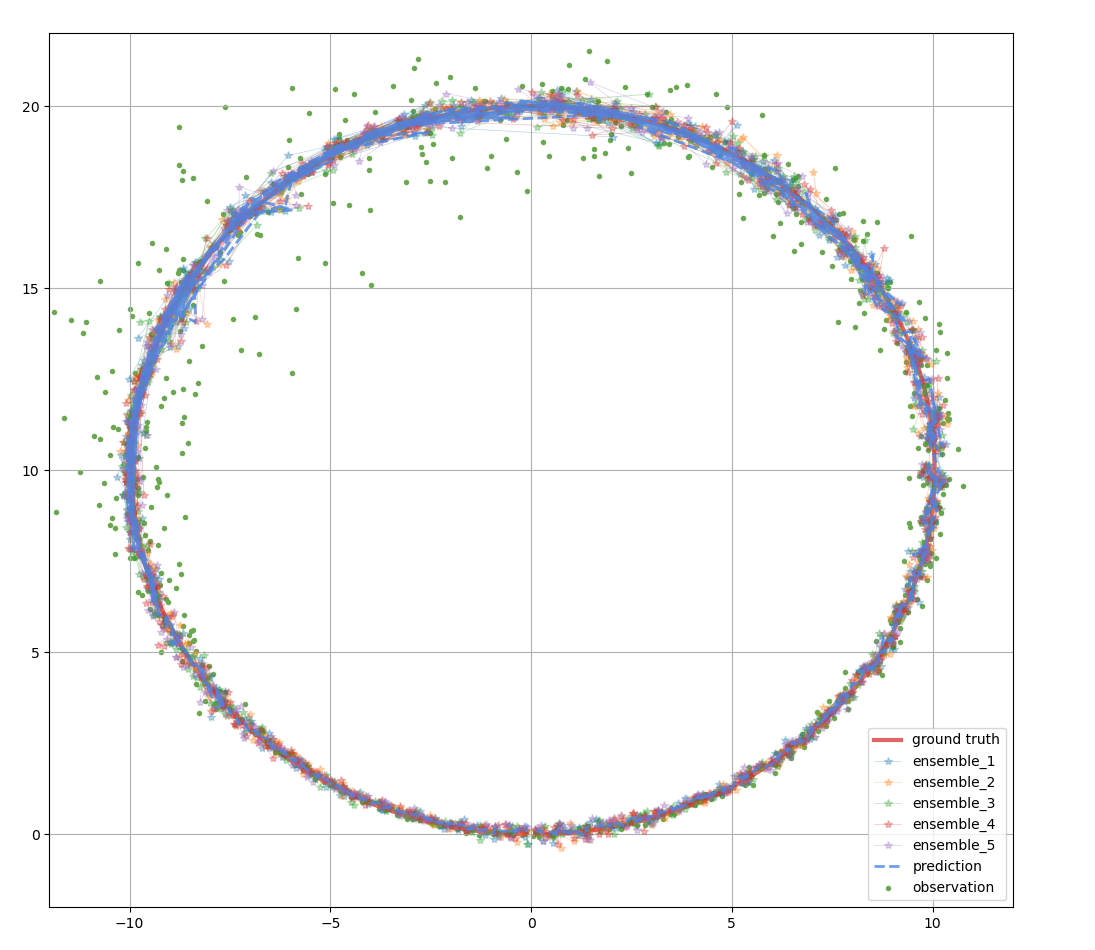 20
15
10
5
0
−10
−5
0
5
10
ground truth
ensemble_1
ensemble_2
ensemble_3
ensemble_4
ensemble_5
prediction
observation